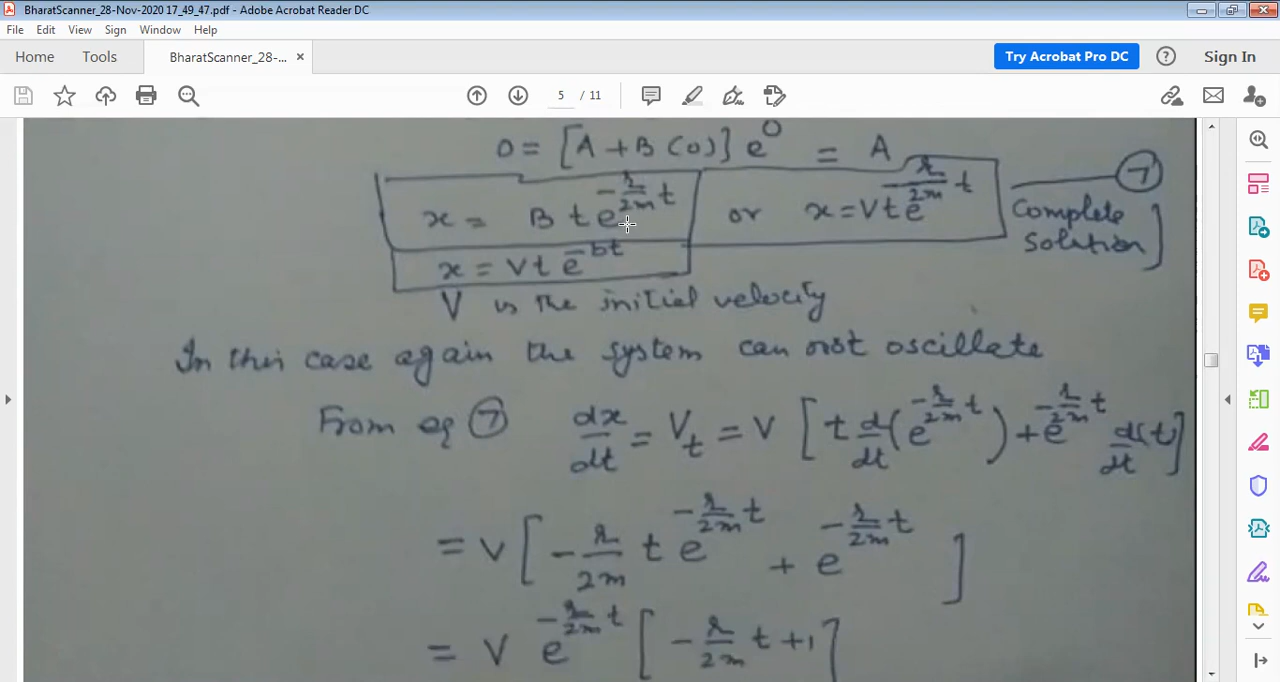 BharatScanner_28-Nov-2020 17_49_47.pdf - Adobe Acrobat Reader DC
File Edit View Sign Window Help
Home Tools BharatScanner_28-... × Try Acrobat Pro DC Sign In
5 / 11
0 = [A + B (0)] e^0 = A
x = B t e^{-r/2m t} or x = V t e^{-r/2m t} ⑦
Complete Solution]
x = V t e^{-bt}
V is the initial velocity
In this case again the system can not oscillate
From eq ⑦ dx/dt = V_t = V [t d/dt (e^{-r/2m t}) + e^{-r/2m t} d(t)/dt]
= V [- r/2m t e^{-r/2m t} + e^{-r/2m t}]
= V e^{-r/2m t} [- r/2m t + 1]